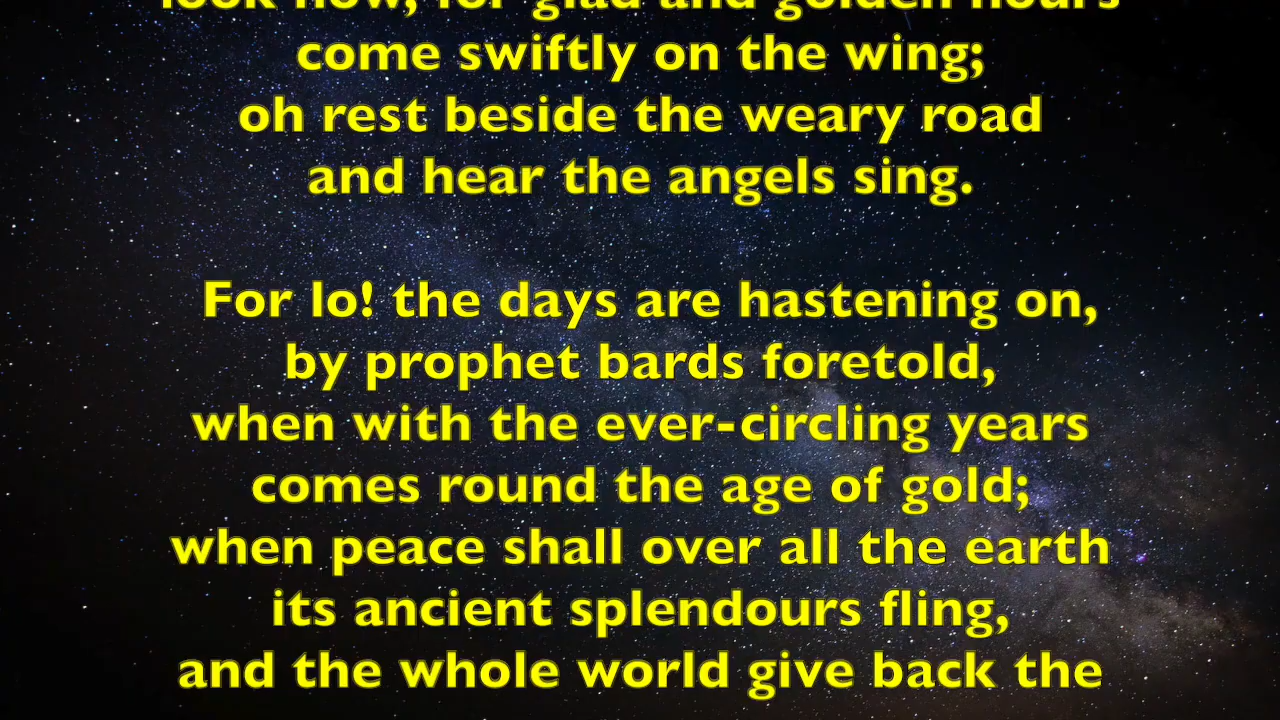 look now, for glad and golden hours
come swiftly on the wing;
oh rest beside the weary road
and hear the angels sing.
For lo! the days are hastening on,
by prophet bards foretold,
when with the ever-circling years
comes round the age of gold;
when peace shall over all the earth
its ancient splendours fling,
and the whole world give back the